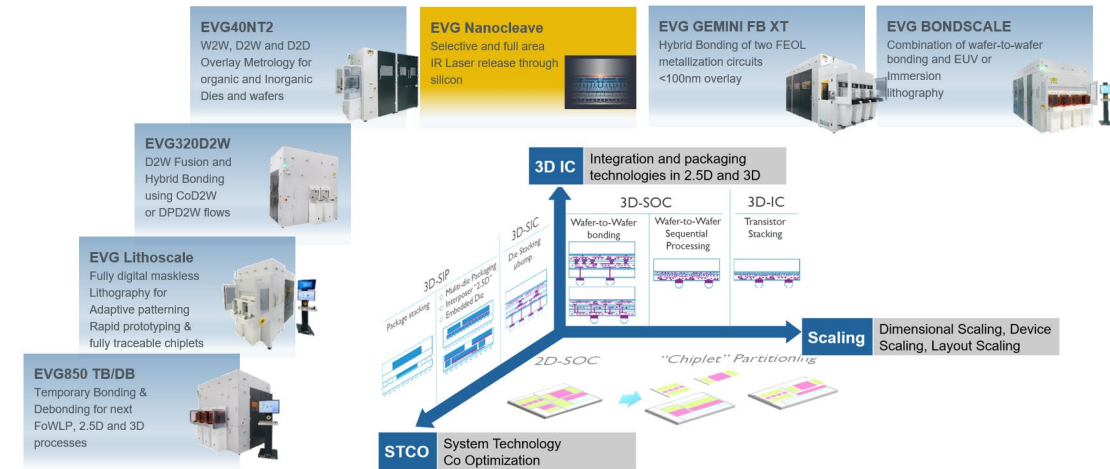 EVG40NT2
W2W, D2W and D2D
Overlay Metrology for
organic and Inorganic
Dies and wafers
EVG Nanocleave
Selective and full area
IR Laser release through
silicon
EVG GEMINI FB XT
Hybrid Bonding of two FEOL
metallization circuits
<100nm overlay
EVG BONDSCALE
Combination of wafer-to-wafer
bonding and EUV or
Immersion
lithography
EVG320D2W
D2W Fusion and
Hybrid Bonding
using CoD2W
or DPD2W flows
EVG Lithoscale
Fully digital maskless
Lithography for
Adaptive patterning
Rapid prototyping &
fully traceable chiplets
EVG850 TB/DB
Temporary Bonding &
Debonding for next
FoWLP, 2.5D and 3D
processes
3D IC
Integration and packaging
technologies in 2.5D and 3D
3D-SOC
Wafer-to-Wafer
bonding
Wafer-to-Wafer
Sequential
Processing
3D-IC
Transistor
Stacking
3D-SIC
Die Stacking
µbump
3D-SIP
Package stacking
Multi-die Packaging
Interposer "2.5D"
Embedded Die
Scaling
Dimensional Scaling, Device
Scaling, Layout Scaling
2D-SOC
"Chiplet" Partitioning
STCO
System Technology
Co Optimization